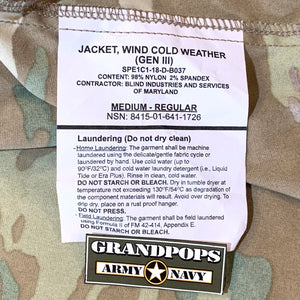 JACKET, WIND COLD WEATHER
(GEN III)
SPE1C1-18-D-B037
CONTENT: 98% NYLON 2% SPANDEX
CONTRACTOR: BLIND INDUSTRIES AND SERVICES
OF MARYLAND
MEDIUM - REGULAR
NSN: 8415-01-641-1726
Laundering (Do not dry clean)
- Home Laundering: The garment shall be machine
laundered using the delicate/gentle fabric cycle or
laundered by hand. Use cold water (up to
90°F/32°C) and cold water laundry detergent (i.e., Liquid
Tide or Era Plus). Rinse in clean, cold water.
DO NOT STARCH OR BLEACH. Dry in tumble dryer at
temperature not exceeding 130°F/54°C as degradation of
the component materials will result. Avoid over drying. To
drip dry, place on a rust proof hanger.
DO NOT PRESS.
- Field Laundering: The garment shall be field laundered
using Formula II of FM 42-414, Appendix E.
DO NOT STARCH OR BLEACH.
GRANDPOPS
ARMY NAVY